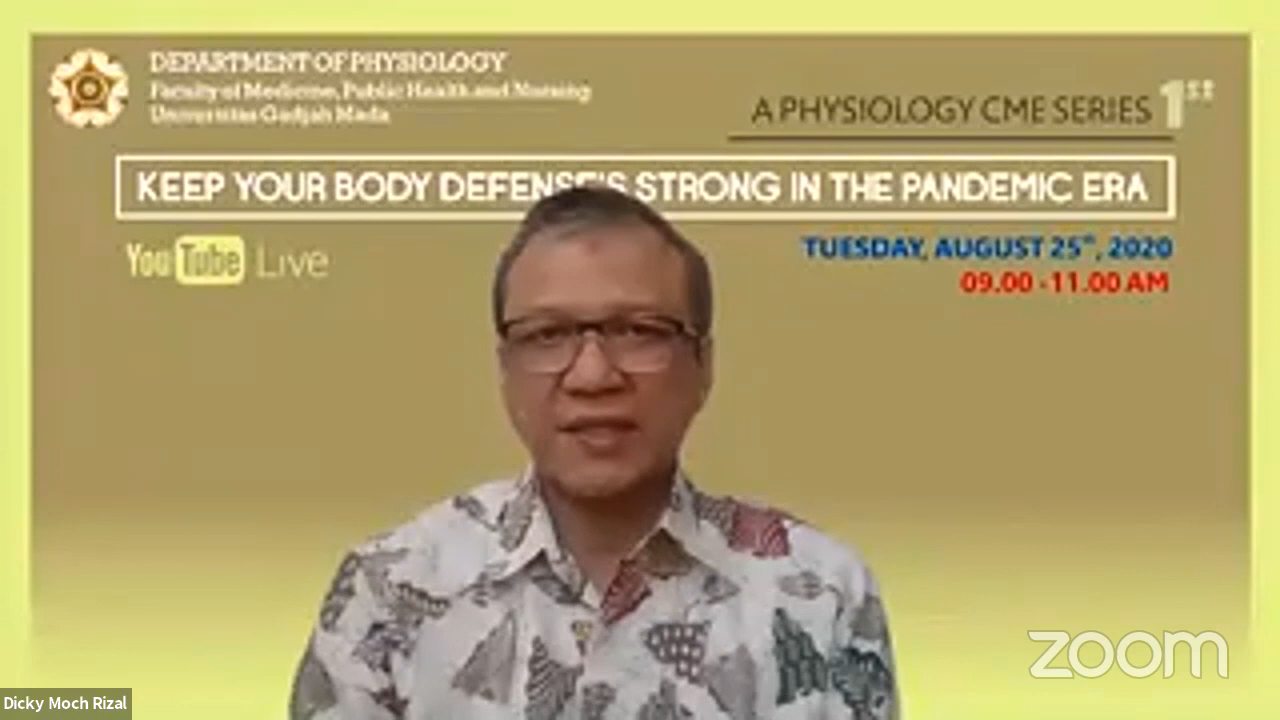 DEPARTMENT OF PHYSIOLOGY
Faculty of Medicine, Public Health and Nursing
Universitas Gadjah Mada
A PHYSIOLOGY CME SERIES 1st
KEEP YOUR BODY DEFENSE'S STRONG IN THE PANDEMIC ERA
YouTube Live
TUESDAY, AUGUST 25th, 2020
09.00 - 11.00 AM
zoom
Dicky Moch Rizal